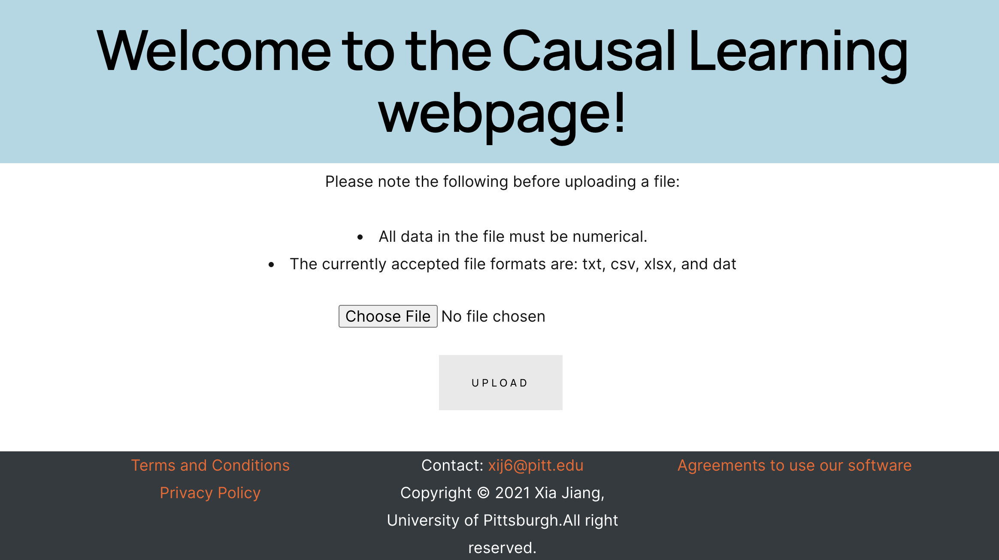 Welcome to the Causal Learning
webpage!
Please note the following before uploading a file:
• All data in the file must be numerical.
• The currently accepted file formats are: txt, csv, xlsx, and dat
Choose File No file chosen
UPLOAD
Terms and Conditions
Privacy Policy
Contact: xij6@pitt.edu
Copyright © 2021 Xia Jiang,
University of Pittsburgh.All right
reserved.
Agreements to use our software